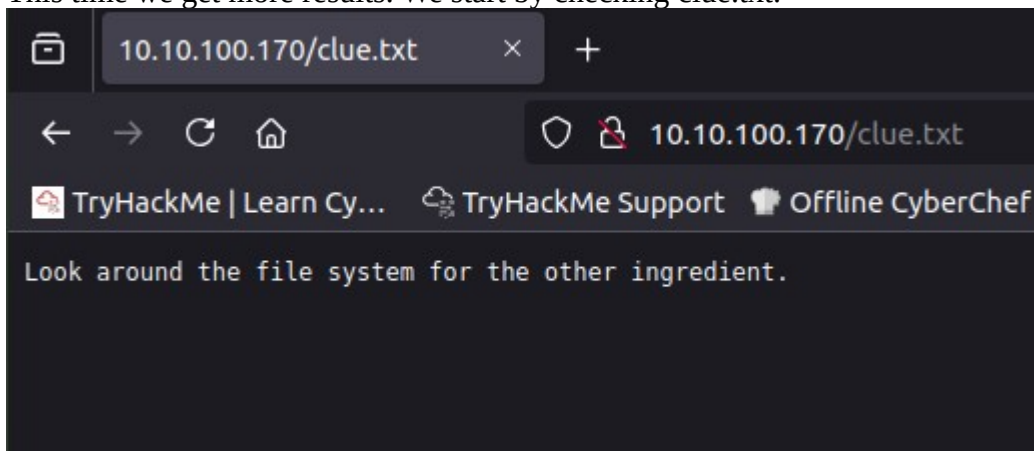 This time we get more results. We start by checking clue.txt.
10.10.100.170/clue.txt
10.10.100.170/clue.txt
TryHackMe | Learn Cy... TryHackMe Support Offline CyberChef
Look around the file system for the other ingredient.